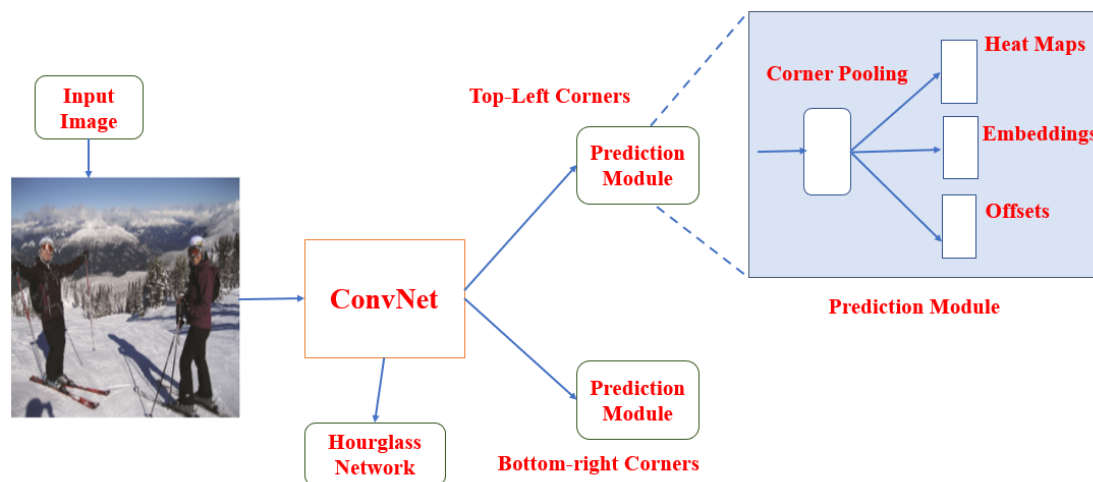 Input
Image
Top-Left Corners
Prediction
Module
Corner Pooling
Heat Maps
Embeddings
Offsets
Prediction Module
ConvNet
Hourglass
Network
Prediction
Module
Bottom-right Corners